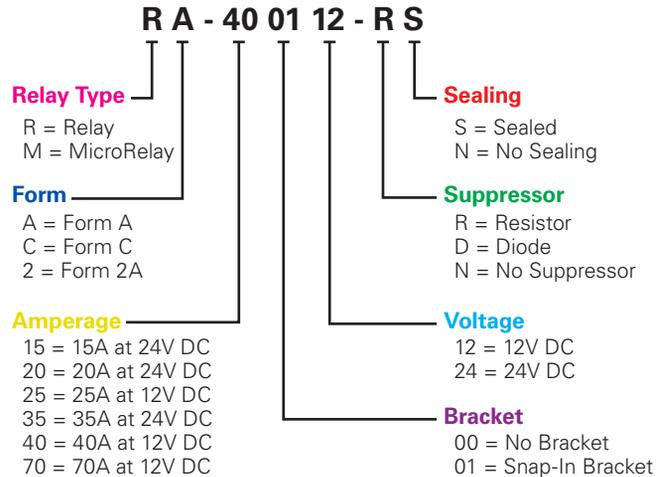 R A - 40 01 12 - R S
Relay Type
R = Relay
M = MicroRelay
Form
A = Form A
C = Form C
2 = Form 2A
Amperage
15 = 15A at 24V DC
20 = 20A at 24V DC
25 = 25A at 12V DC
35 = 35A at 24V DC
40 = 40A at 12V DC
70 = 70A at 12V DC
Sealing
S = Sealed
N = No Sealing
Suppressor
R = Resistor
D = Diode
N = No Suppressor
Voltage
12 = 12V DC
24 = 24V DC
Bracket
00 = No Bracket
01 = Snap-In Bracket